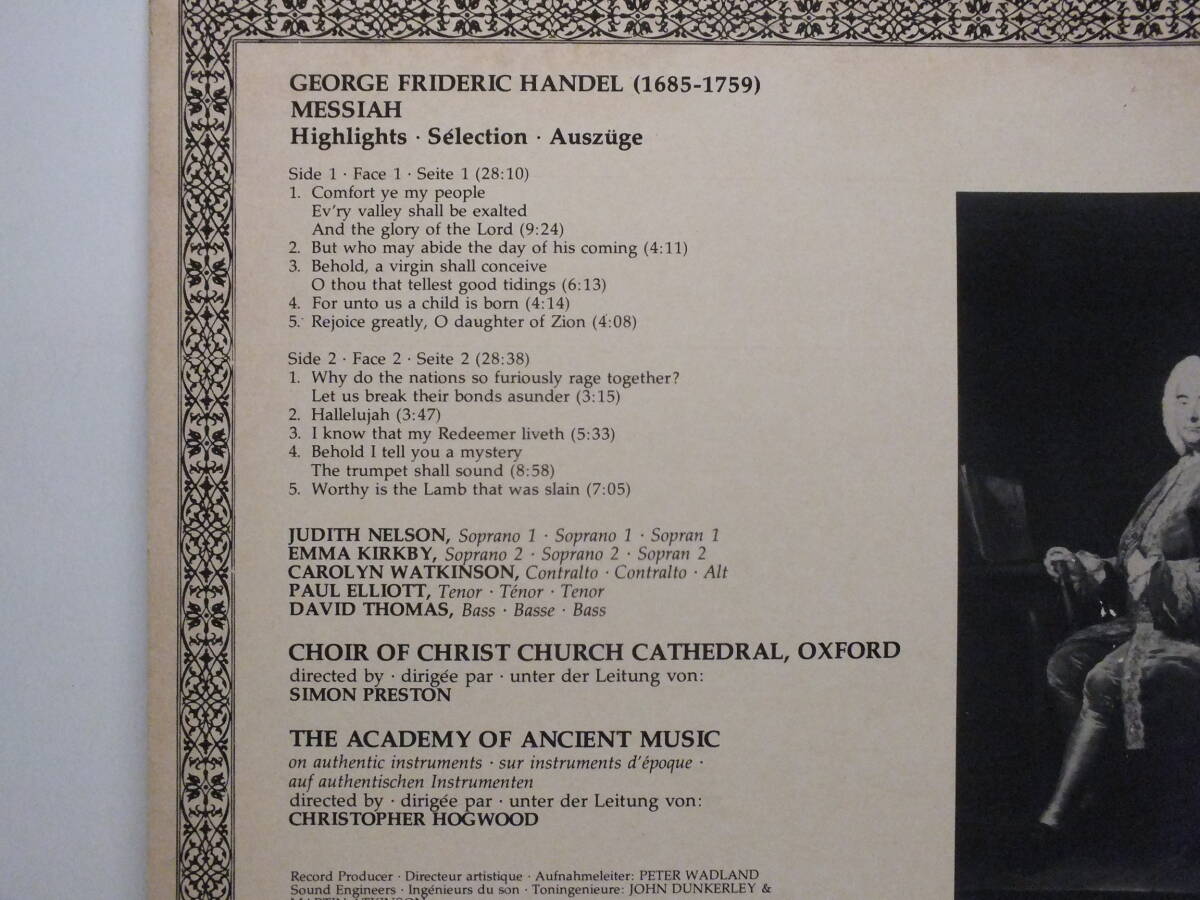 GEORGE FRIDERIC HANDEL (1685-1759)
MESSIAH
Highlights · Sélection · Auszüge
Side 1 · Face 1 · Seite 1 (28:10)
1. Comfort ye my people
Ev'ry valley shall be exalted
And the glory of the Lord (9:24)
2. But who may abide the day of his coming (4:11)
3. Behold, a virgin shall conceive
O thou that tellest good tidings (6:13)
4. For unto us a child is born (4:14)
5. Rejoice greatly, O daughter of Zion (4:08)
Side 2 · Face 2 · Seite 2 (28:38)
1. Why do the nations so furiously rage together?
Let us break their bonds asunder (3:15)
2. Hallelujah (3:47)
3. I know that my Redeemer liveth (5:33)
4. Behold I tell you a mystery
The trumpet shall sound (8:58)
5. Worthy is the Lamb that was slain (7:05)
JUDITH NELSON, Soprano 1 · Soprano 1 · Sopran 1
EMMA KIRKBY, Soprano 2 · Soprano 2 · Sopran 2
CAROLYN WATKINSON, Contralto · Contralto · Alt
PAUL ELLIOTT, Tenor · Ténor · Tenor
DAVID THOMAS, Bass · Basse · Bass
CHOIR OF CHRIST CHURCH CATHEDRAL, OXFORD
directed by · dirigée par · unter der Leitung von:
SIMON PRESTON
THE ACADEMY OF ANCIENT MUSIC
on authentic instruments · sur instruments d'époque ·
auf authentischen Instrumenten
directed by · dirigée par · unter der Leitung von:
CHRISTOPHER HOGWOOD
Record Producer · Directeur artistique · Aufnahmeleiter: PETER WADLAND
Sound Engineers · Ingénieurs du son · Toningenieure: JOHN DUNKERLEY &